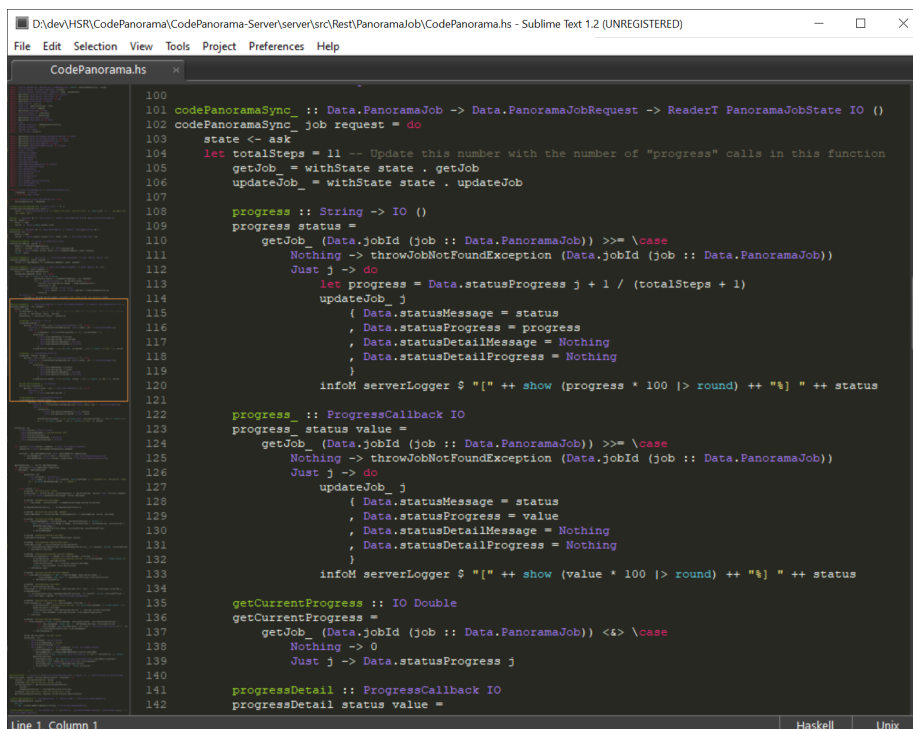 D:\dev\HSR\CodePanorama\CodePanorama-Server\server\src\Rest\PanoramaJob\CodePanorama.hs - Sublime Text 1.2 (UNREGISTERED)
File Edit Selection View Tools Project Preferences Help
CodePanorama.hs ×
100
101 codePanoramaSync_ :: Data.PanoramaJob -> Data.PanoramaJobRequest -> ReaderT PanoramaJobState IO ()
102 codePanoramaSync_ job request = do
103     state <- ask
104     let totalSteps = 11 -- Update this number with the number of "progress" calls in this function
105         getJob_ = withState state . getJob
106         updateJob_ = withState state . updateJob
107
108         progress :: String -> IO ()
109         progress status =
110             getJob_ (Data.jobId (job :: Data.PanoramaJob)) >>= \case
111                 Nothing -> throwJobNotFoundException (Data.jobId (job :: Data.PanoramaJob))
112                 Just j -> do
113                     let progress = Data.statusProgress j + 1 / (totalSteps + 1)
114                     updateJob_ j
115                         { Data.statusMessage = status
116                         , Data.statusProgress = progress
117                         , Data.statusDetailMessage = Nothing
118                         , Data.statusDetailProgress = Nothing
119                         }
120                     infoM serverLogger $ "[" ++ show (progress * 100 |> round) ++ "%] " ++ status
121
122         progress_ :: ProgressCallback IO
123         progress_ status value =
124             getJob_ (Data.jobId (job :: Data.PanoramaJob)) >>= \case
125                 Nothing -> throwJobNotFoundException (Data.jobId (job :: Data.PanoramaJob))
126                 Just j -> do
127                     updateJob_ j
128                         { Data.statusMessage = status
129                         , Data.statusProgress = value
130                         , Data.statusDetailMessage = Nothing
131                         , Data.statusDetailProgress = Nothing
132                         }
133                     infoM serverLogger $ "[" ++ show (value * 100 |> round) ++ "%] " ++ status
134
135         getCurrentProgress :: IO Double
136         getCurrentProgress =
137             getJob_ (Data.jobId (job :: Data.PanoramaJob)) <&> \case
138                 Nothing -> 0
139                 Just j -> Data.statusProgress j
140
141         progressDetail :: ProgressCallback IO
142         progressDetail status value =
Line 1, Column 1 Haskell Unix